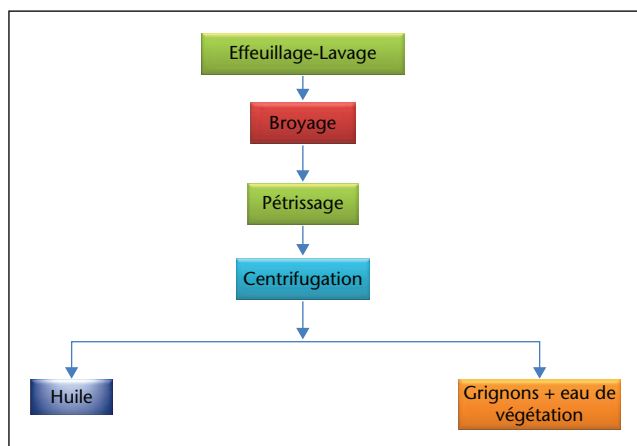 Effeuillage-Lavage
Broyage
Pétrissage
Centrifugation
Huile
Grignons + eau de
végétation